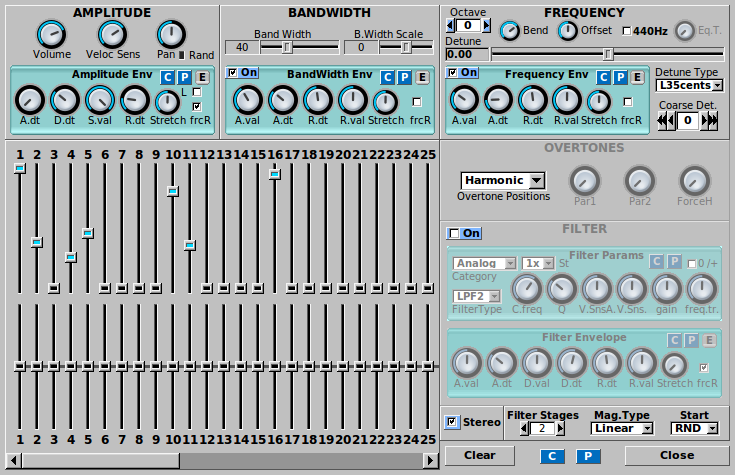 AMPLITUDE
Volume Veloc Sens Pan Rand
Amplitude Env C P E
A.dt D.dt S.val R.dt Stretch L frcR
BANDWIDTH
Band Width B.Width Scale
40 0
On BandWidth Env C P E
A.val A.dt R.dt R.val Stretch frcR
FREQUENCY
Octave
0 Bend Offset 440Hz Eq.T.
Detune
0.00
On Frequency Env C P E
A.val A.dt R.dt R.val Stretch frcR
Detune Type
L35cents
Coarse Det.
0
1 2 3 4 5 6 7 8 9 10 11 12 13 14 15 16 17 18 19 20 21 22 23 24 25
1 2 3 4 5 6 7 8 9 10 11 12 13 14 15 16 17 18 19 20 21 22 23 24 25
OVERTONES
Harmonic
Overtone Positions Par1 Par2 ForceH
On FILTER
Filter Params C P 0 /+
Analog 1x St
Category
LPF2
FilterType C.freq Q V.SnsA. V.Sns. gain freq.tr.
Filter Envelope C P E
A.val A.dt D.val D.dt R.dt R.val Stretch frcR
Stereo
Filter Stages
2
Mag.Type
Linear
Start
RND
Clear C P Close